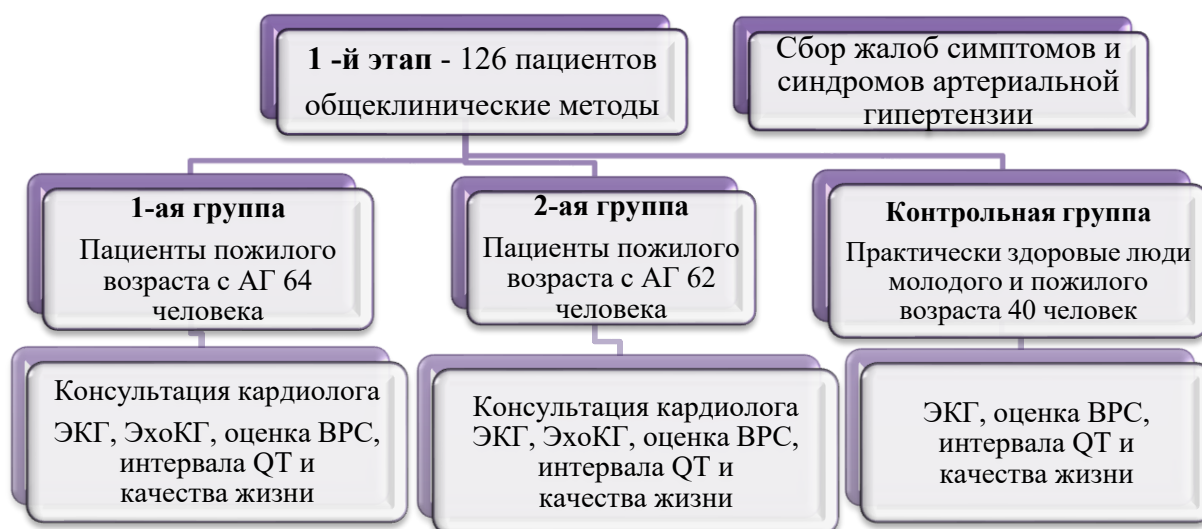 1 -й этап - 126 пациентов
общеклинические методы
Сбор жалоб симптомов и
синдромов артериальной
гипертензии
1-ая группа
Пациенты пожилого
возраста с АГ 64
человека
2-ая группа
Пациенты пожилого
возраста с АГ 62
человека
Контрольная группа
Практически здоровые люди
молодого и пожилого
возраста 40 человек
Консультация кардиолога
ЭКГ, ЭхоКГ, оценка ВРС,
интервала QT и
качества жизни
Консультация кардиолога
ЭКГ, ЭхоКГ, оценка ВРС,
интервала QT и
качества жизни
ЭКГ, оценка ВРС,
интервала QT и
качества жизни